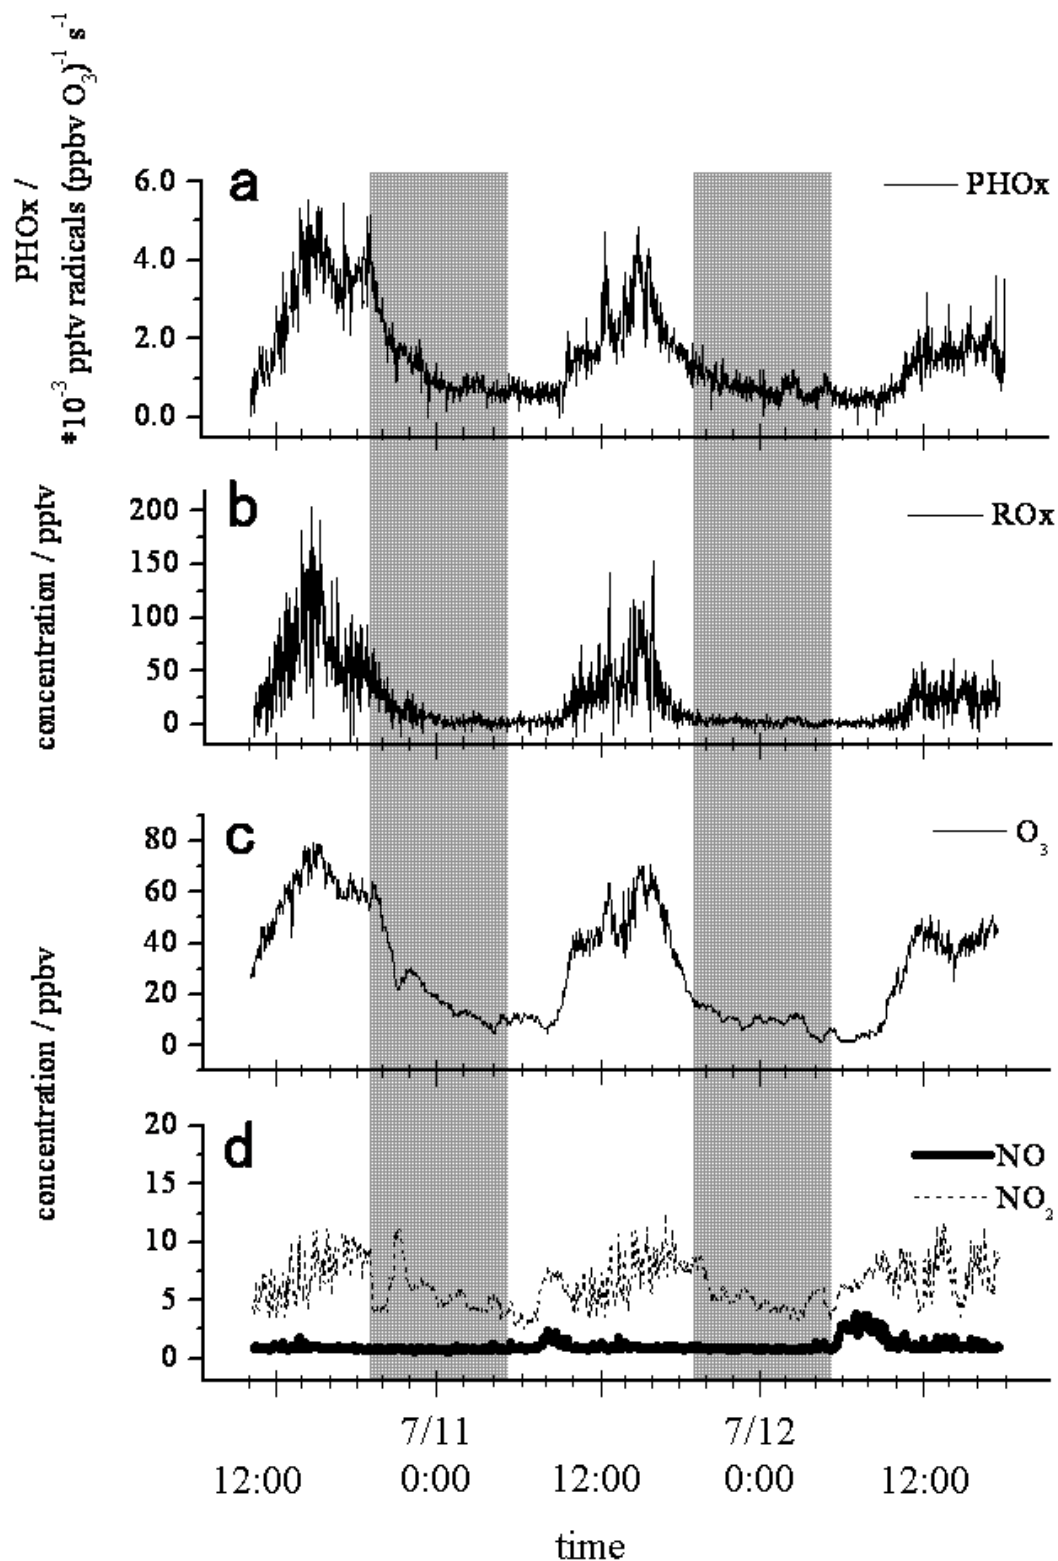 PHOx /
*10⁻³ pptv radicals (ppbv O₃)⁻¹ s⁻¹
a
PHOx
6.0
4.0
2.0
0.0
concentration / pptv
b
ROx
200
150
100
50
0
concentration / ppbv
c
O₃
80
60
40
20
0
d
NO
NO₂
20
15
10
5
0
7/11
7/12
12:00
0:00
12:00
0:00
12:00
time